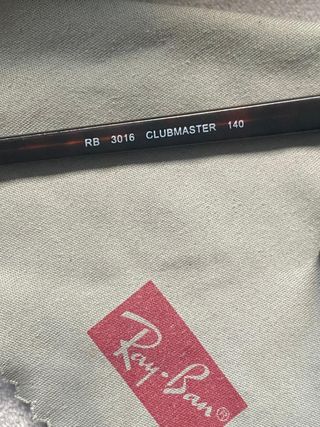 RB 3016 CLUBMASTER 140
Ray-Ban ®